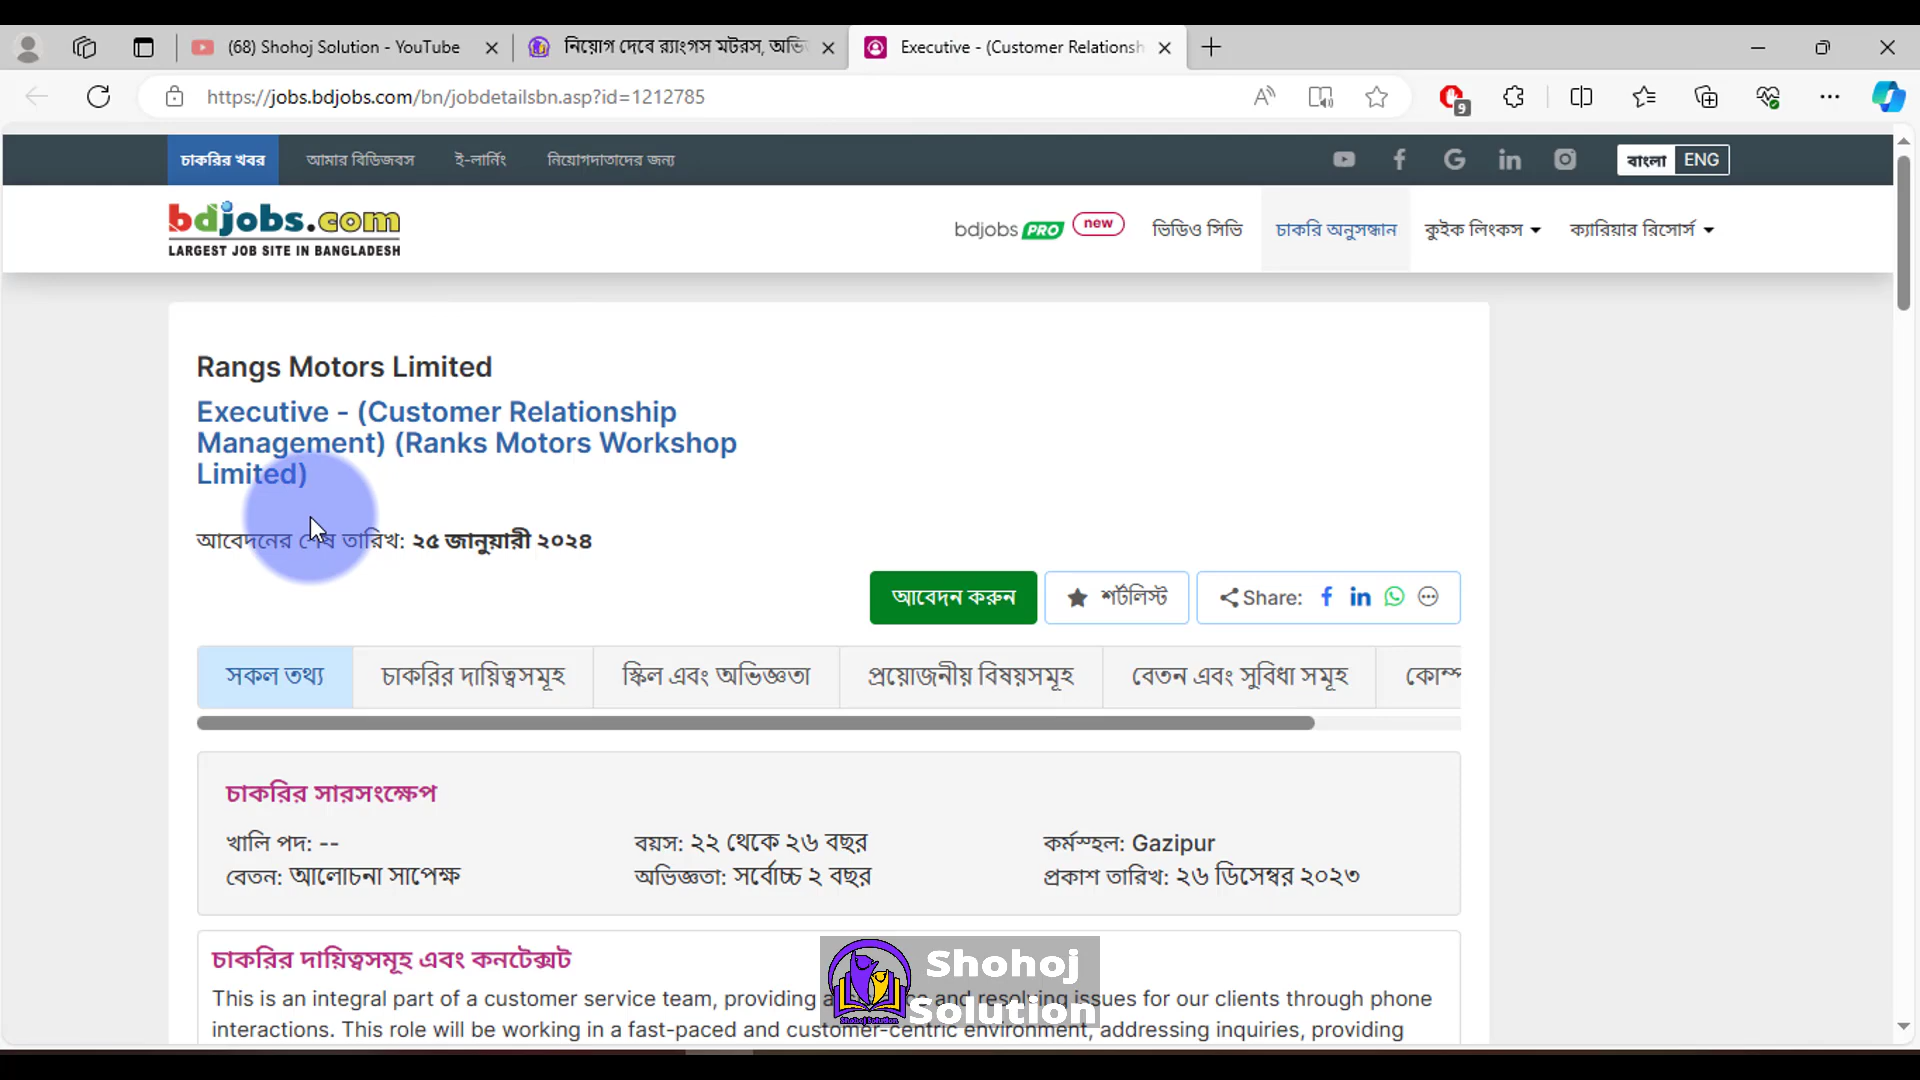 (68) Shohoj Solution - YouTube
নিয়োগ দেবে র‍্যাংগস মটরস, অভি
Executive - (Customer Relationsh
https://jobs.bdjobs.com/bn/jobdetailsbn.asp?id=1212785
9
চাকরির খবর
আমার বিডিজবস
ই-লার্নিং
নিয়োগদাতাদের জন্য
বাংলা ENG
bdjobs.com
LARGEST JOB SITE IN BANGLADESH
bdjobs PRO new
ভিডিও সিভি
চাকরি অনুসন্ধান
কুইক লিংকস
ক্যারিয়ার রিসোর্স
Rangs Motors Limited
Executive - (Customer Relationship
Management) (Ranks Motors Workshop
Limited)
আবেদনের শেষ তারিখ: ২৫ জানুয়ারী ২০২৪
আবেদন করুন
শর্টলিস্ট
Share:
সকল তথ্য
চাকরির দায়িত্বসমূহ
স্কিল এবং অভিজ্ঞতা
প্রয়োজনীয় বিষয়সমূহ
বেতন এবং সুবিধা সমূহ
কোম্প
চাকরির সারসংক্ষেপ
খালি পদ: --
বয়স: ২২ থেকে ২৬ বছর
কর্মস্হল: Gazipur
বেতন: আলোচনা সাপেক্ষ
অভিজ্ঞতা: সর্বোচ্চ ২ বছর
প্রকাশ তারিখ: ২৬ ডিসেম্বর ২০২৩
চাকরির দায়িত্বসমূহ এবং কনটেক্সট
This is an integral part of a customer service team, providing a and resolving issues for our clients through phone
interactions. This role will be working in a fast-paced and customer-centric environment, addressing inquiries, providing
Shohoj
Solution
Shohoj Solution